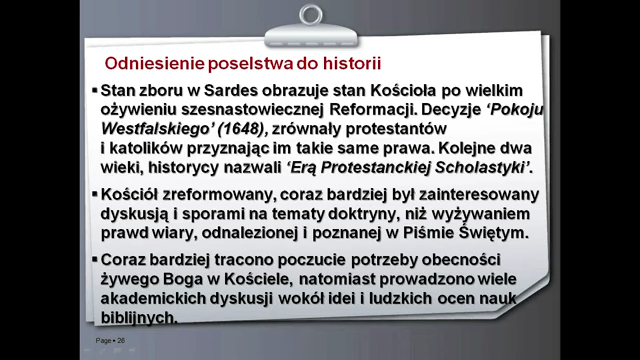 Odniesienie poselstwa do historii
▪Stan zboru w Sardes obrazuje stan Kościoła po wielkim
ożywieniu szesnastowiecznej Reformacji. Decyzje ‘Pokoju
Westfalskiego’ (1648), zrównały protestantów
i katolików przyznając im takie same prawa. Kolejne dwa
wieki, historycy nazwali ‘Erą Protestanckiej Scholastyki’.
▪Kościół zreformowany, coraz bardziej był zainteresowany
dyskusją i sporami na tematy doktryny, niż wyżywaniem
prawd wiary, odnalezionej i poznanej w Piśmie Świętym.
▪Coraz bardziej tracono poczucie potrzeby obecności
żywego Boga w Kościele, natomiast prowadzono wiele
akademickich dyskusji wokół idei i ludzkich ocen nauk
biblijnych.
Page ▪ 26